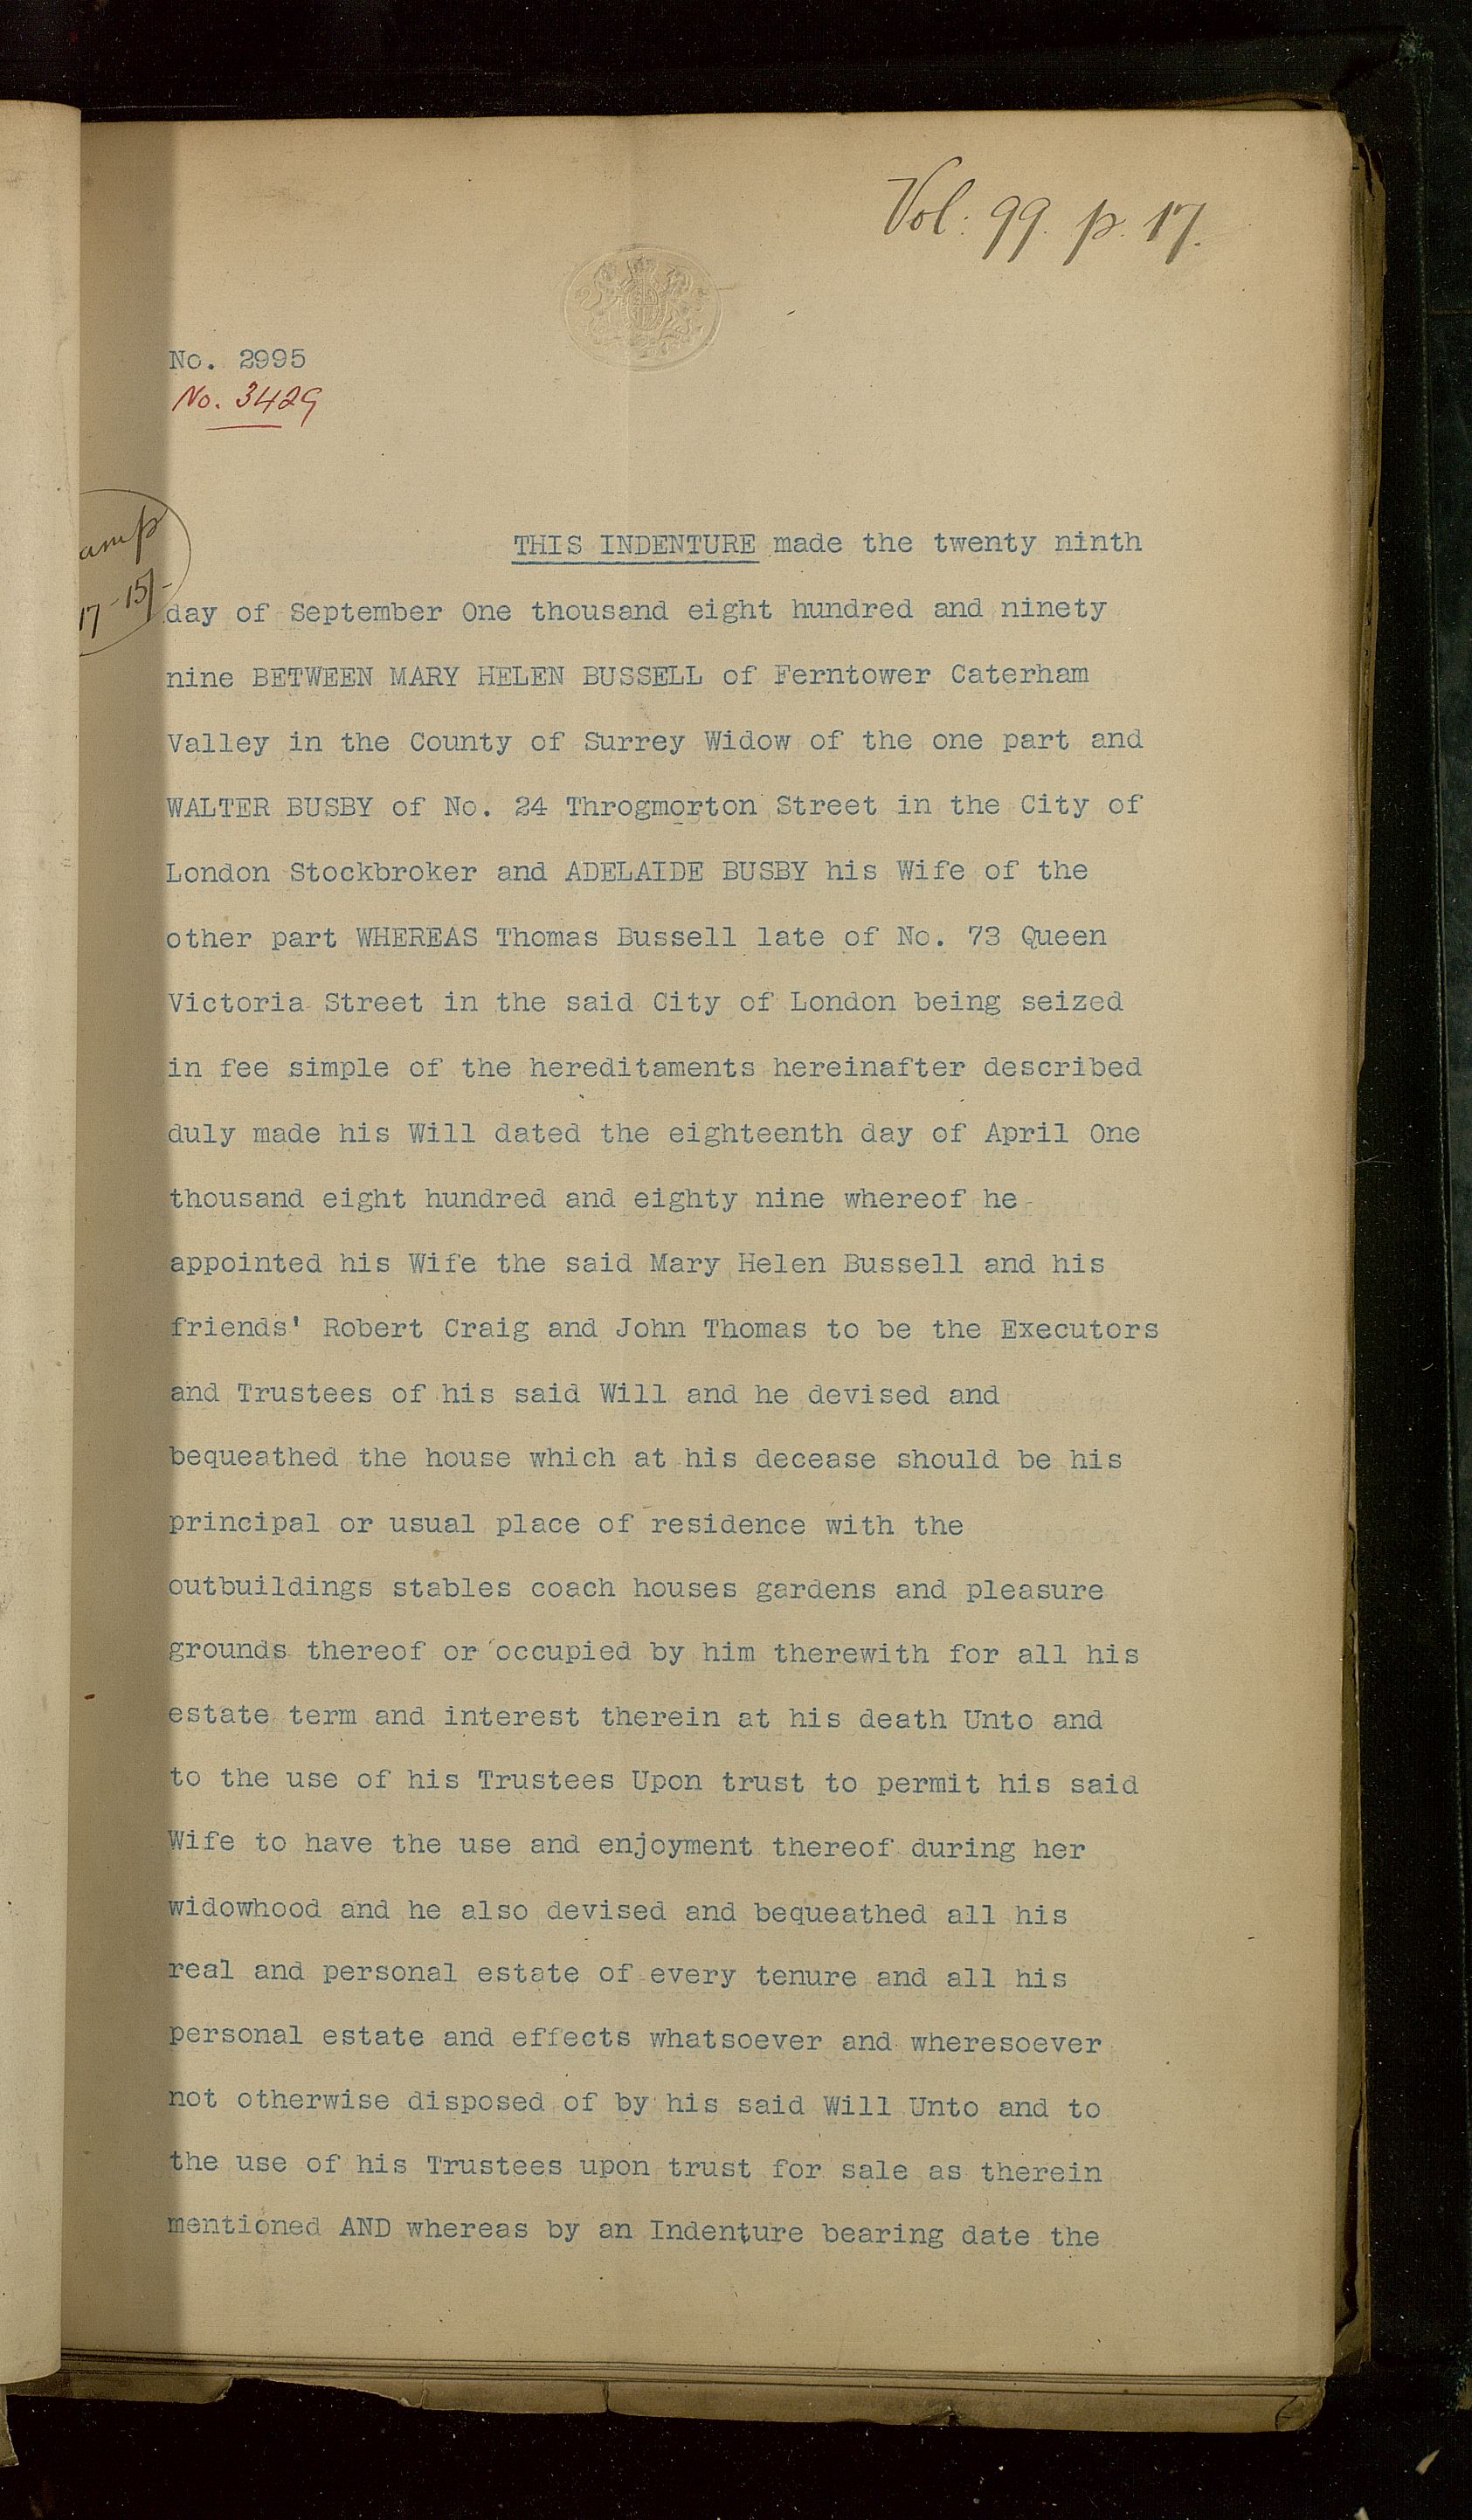 Vol: 99. p. 17.
No. 2995
No. 3429
amp
17-15/-
THIS INDENTURE made the twenty ninth
day of September One thousand eight hundred and ninety
nine BETWEEN MARY HELEN BUSSELL of Ferntower Caterham
Valley in the County of Surrey Widow of the one part and
WALTER BUSBY of No. 24 Throgmorton Street in the City of
London Stockbroker and ADELAIDE BUSBY his Wife of the
other part WHEREAS Thomas Bussell late of No. 73 Queen
Victoria Street in the said City of London being seized
in fee simple of the hereditaments hereinafter described
duly made his Will dated the eighteenth day of April One
thousand eight hundred and eighty nine whereof he
appointed his Wife the said Mary Helen Bussell and his
friends' Robert Craig and John Thomas to be the Executors
and Trustees of his said Will and he devised and
bequeathed the house which at his decease should be his
principal or usual place of residence with the
outbuildings stables coach houses gardens and pleasure
grounds thereof or occupied by him therewith for all his
estate term and interest therein at his death Unto and
to the use of his Trustees Upon trust to permit his said
Wife to have the use and enjoyment thereof during her
widowhood and he also devised and bequeathed all his
real and personal estate of every tenure and all his
personal estate and effects whatsoever and wheresoever
not otherwise disposed of by his said Will Unto and to
the use of his Trustees upon trust for sale as therein
mentioned AND whereas by an Indenture bearing date the